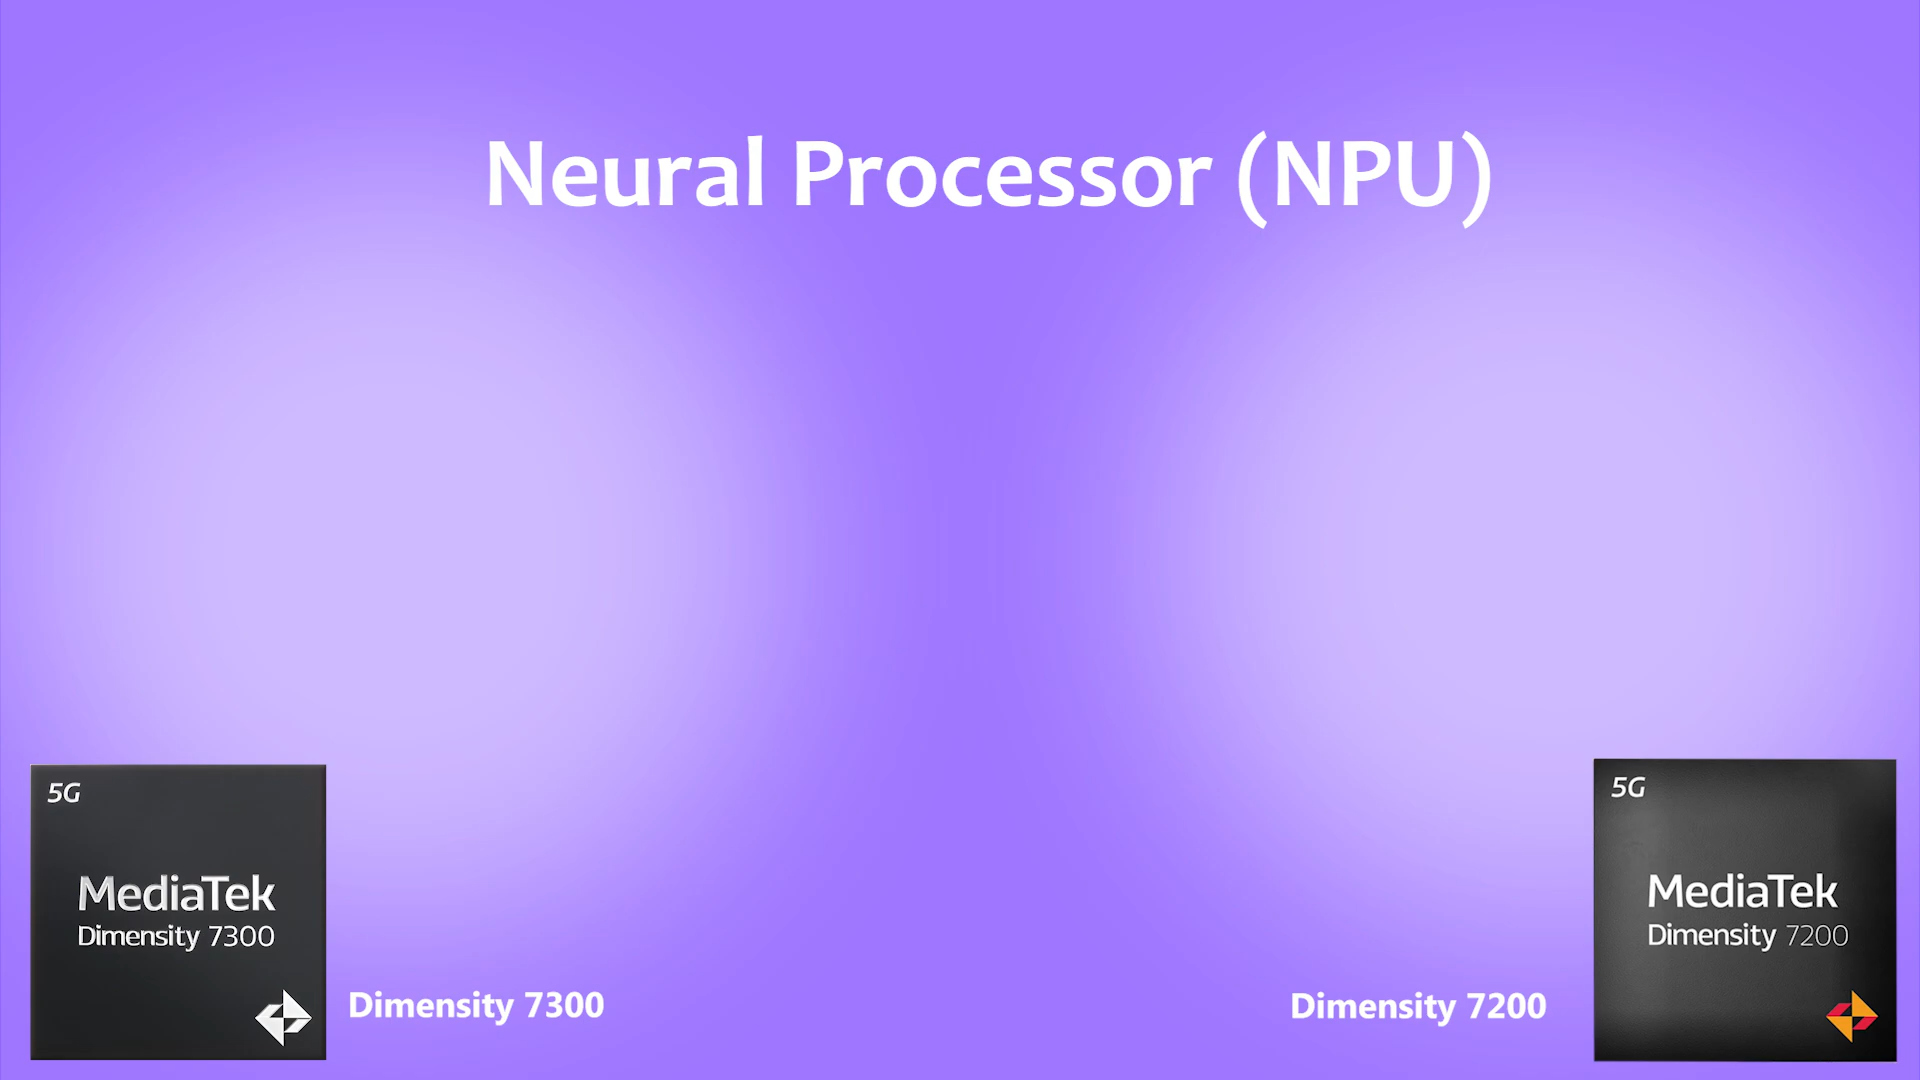 Neural Processor (NPU)
5G
MediaTek
Dimensity 7300
Dimensity 7300
Dimensity 7200
5G
MediaTek
Dimensity 7200